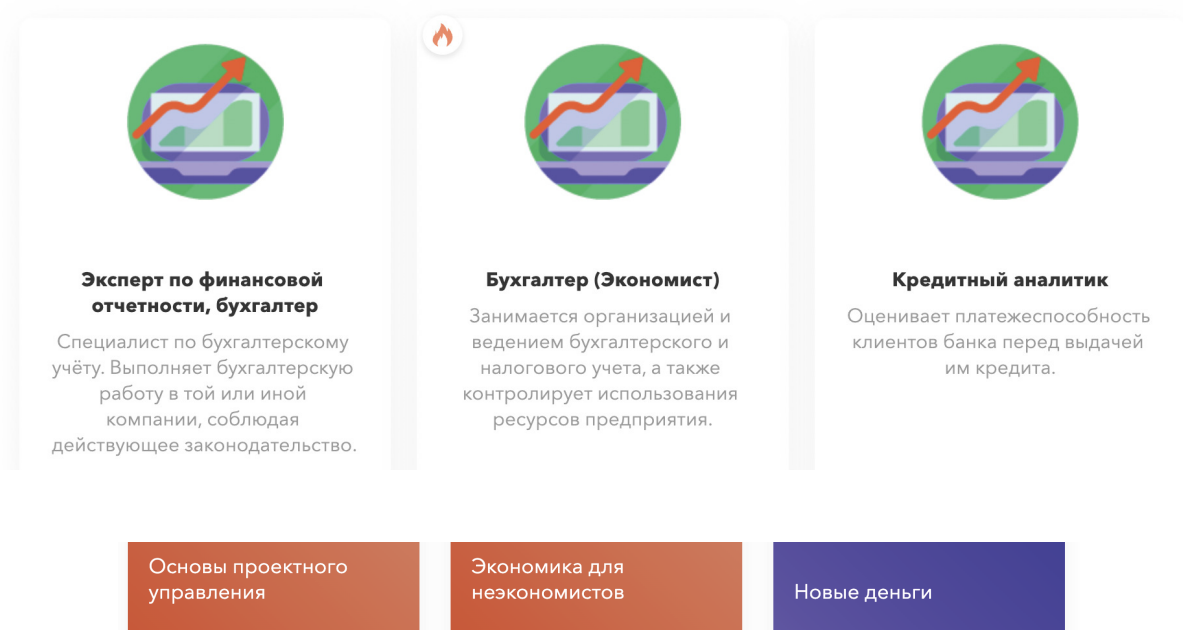 Эксперт по финансовой
отчетности, бухгалтер
Специалист по бухгалтерскому
учёту. Выполняет бухгалтерскую
работу в той или иной
компании, соблюдая
действующее законодательство.
Бухгалтер (Экономист)
Занимается организацией и
ведением бухгалтерского и
налогового учета, а также
контролирует использования
ресурсов предприятия.
Кредитный аналитик
Оценивает платежеспособность
клиентов банка перед выдачей
им кредита.
Основы проектного
управления
Экономика для
неэкономистов
Новые деньги